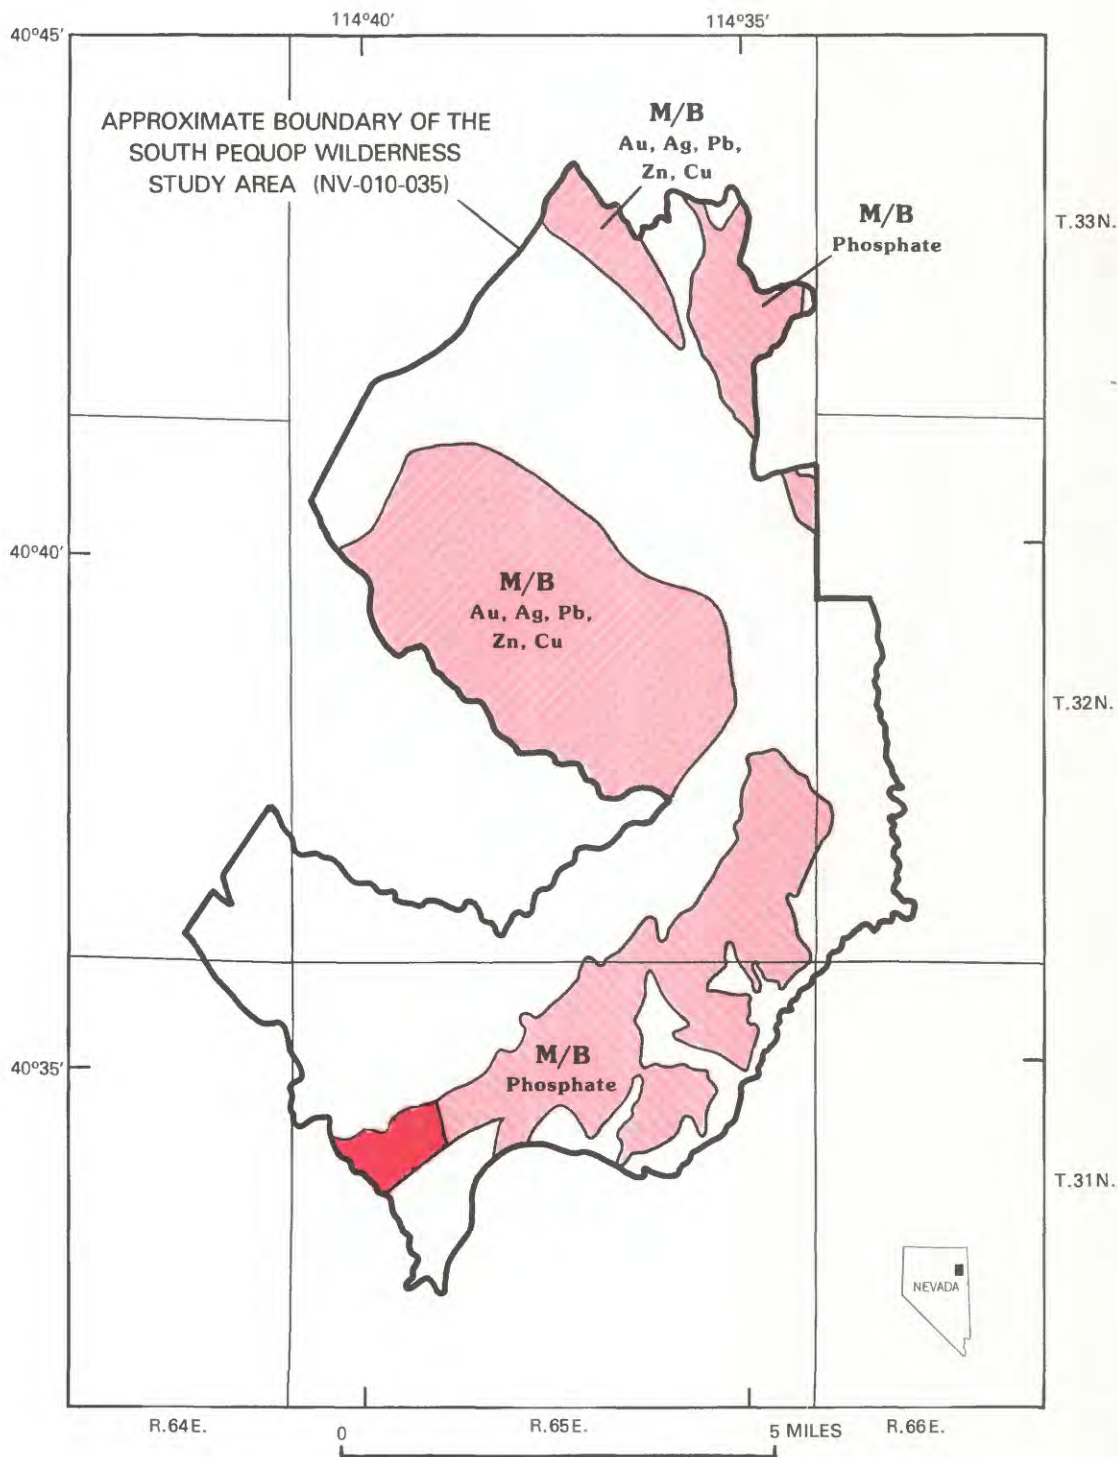 114°40'
114°35'
40°45'
APPROXIMATE BOUNDARY OF THE
SOUTH PEQUOP WILDERNESS
STUDY AREA (NV-010-035)
M/B
Au, Ag, Pb,
Zn, Cu
M/B
Phosphate
T.33N.
40°40'
M/B
Au, Ag, Pb,
Zn, Cu
T.32N.
40°35'
M/B
Phosphate
T.31N.
NEVADA
R.64E.
R.65E.
R.66E.
0
5 MILES